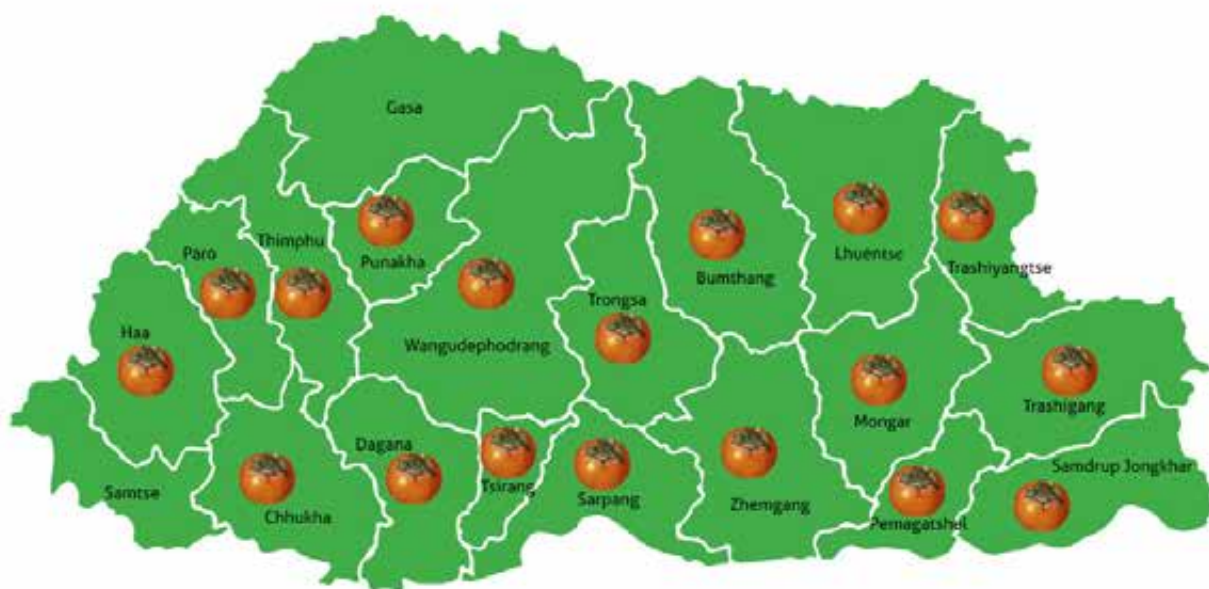 Gasa
Thimphu
Paro
Punakha
Lhuentse
Trashiyangtse
Bumthang
Trongsa
Haa
Wangudephodrang
Trashigang
Mongar
Dagana
Samdrup Jongkhar
Samtse
Tsirang
Sarpang
Zhemgang
Chhukha
Pemagatshel